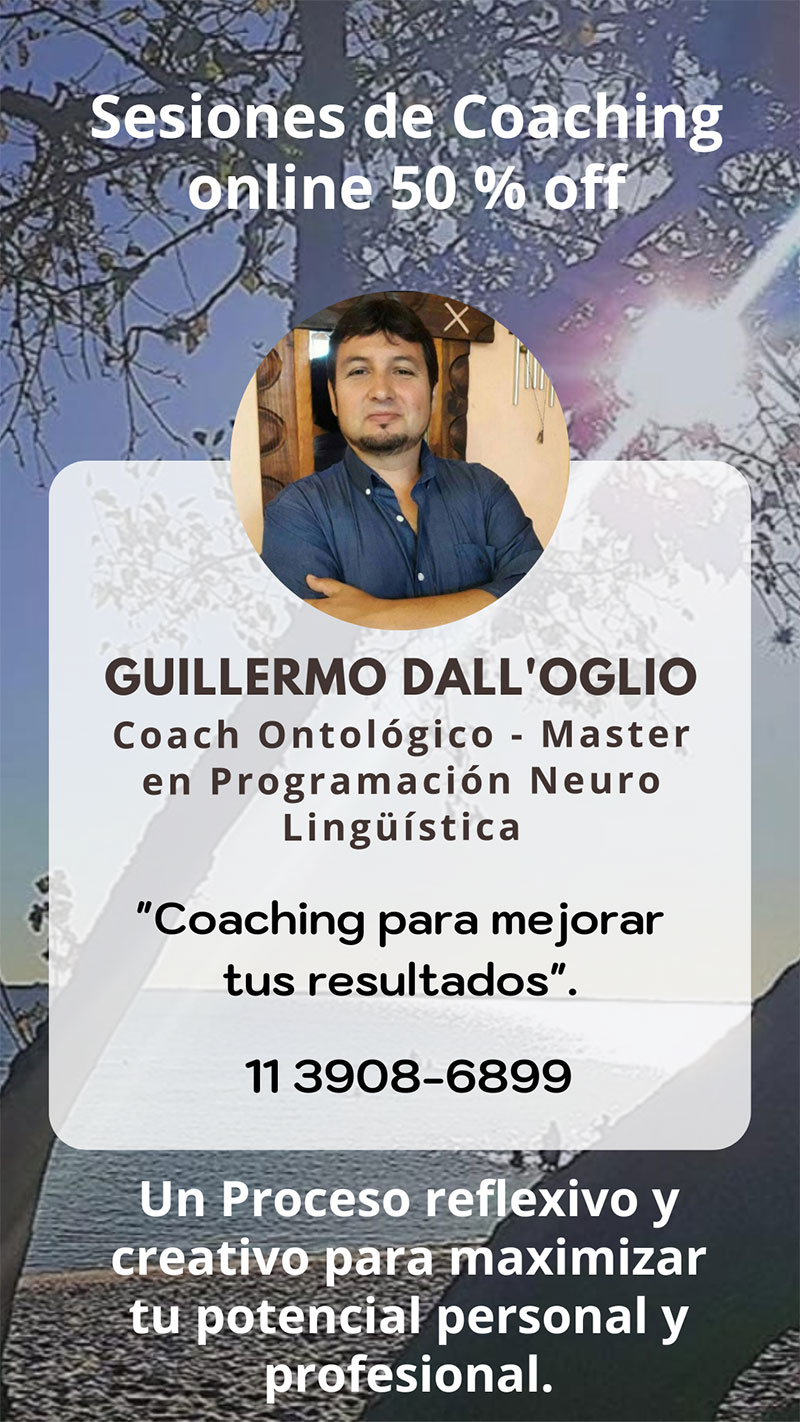 Sesiones de Coaching
online 50 % off
GUILLERMO DALL'OGLIO
Coach Ontológico - Master
en Programación Neuro
Lingüística
"Coaching para mejorar
tus resultados".
11 3908-6899
Un Proceso reflexivo y
creativo para maximizar
tu potencial personal y
profesional.